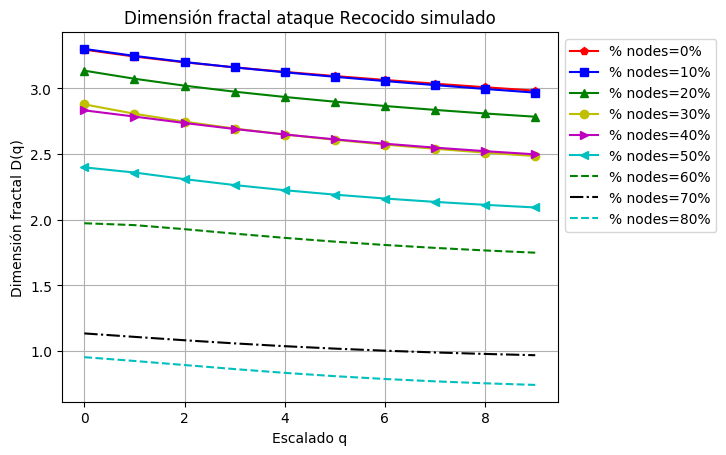 Dimensión fractal ataque Recocido simulado
Dimensión fractal D(q)
3.0
2.5
2.0
1.5
1.0
0
2
4
6
8
Escalado q
% nodes=0%
% nodes=10%
% nodes=20%
% nodes=30%
% nodes=40%
% nodes=50%
% nodes=60%
% nodes=70%
% nodes=80%